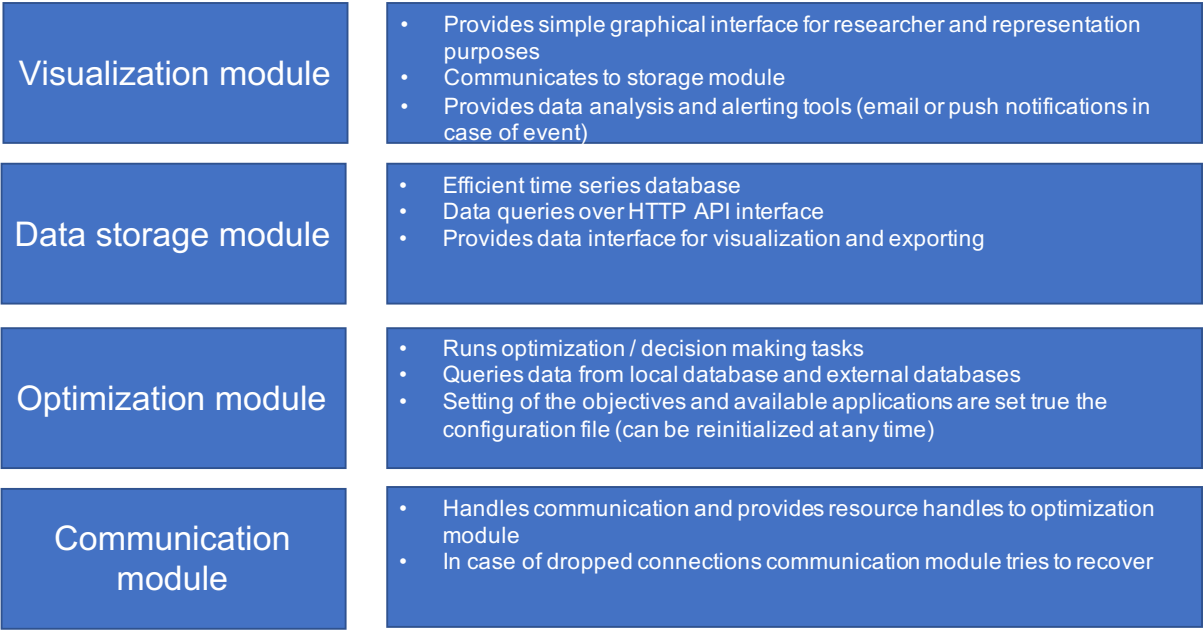 Visualization module
• Provides simple graphical interface for researcher and representation
purposes
• Communicates to storage module
• Provides data analysis and alerting tools (email or push notifications in
case of event)
Data storage module
• Efficient time series database
• Data queries over HTTP API interface
• Provides data interface for visualization and exporting
Optimization module
• Runs optimization / decision making tasks
• Queries data from local database and external databases
• Setting of the objectives and available applications are set true the
configuration file (can be reinitialized at any time)
Communication
module
• Handles communication and provides resource handles to optimization
module
• In case of dropped connections communication module tries to recover